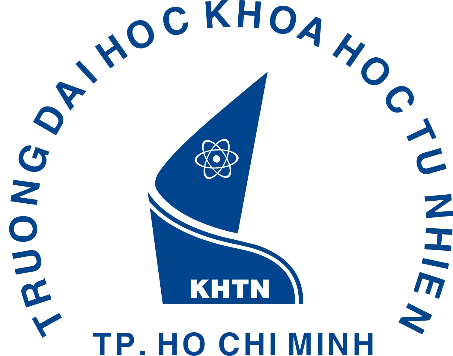 TRUONG DAI HOC KHOA HOC TU NHIEN
KHTN
TP. HO CHI MINH